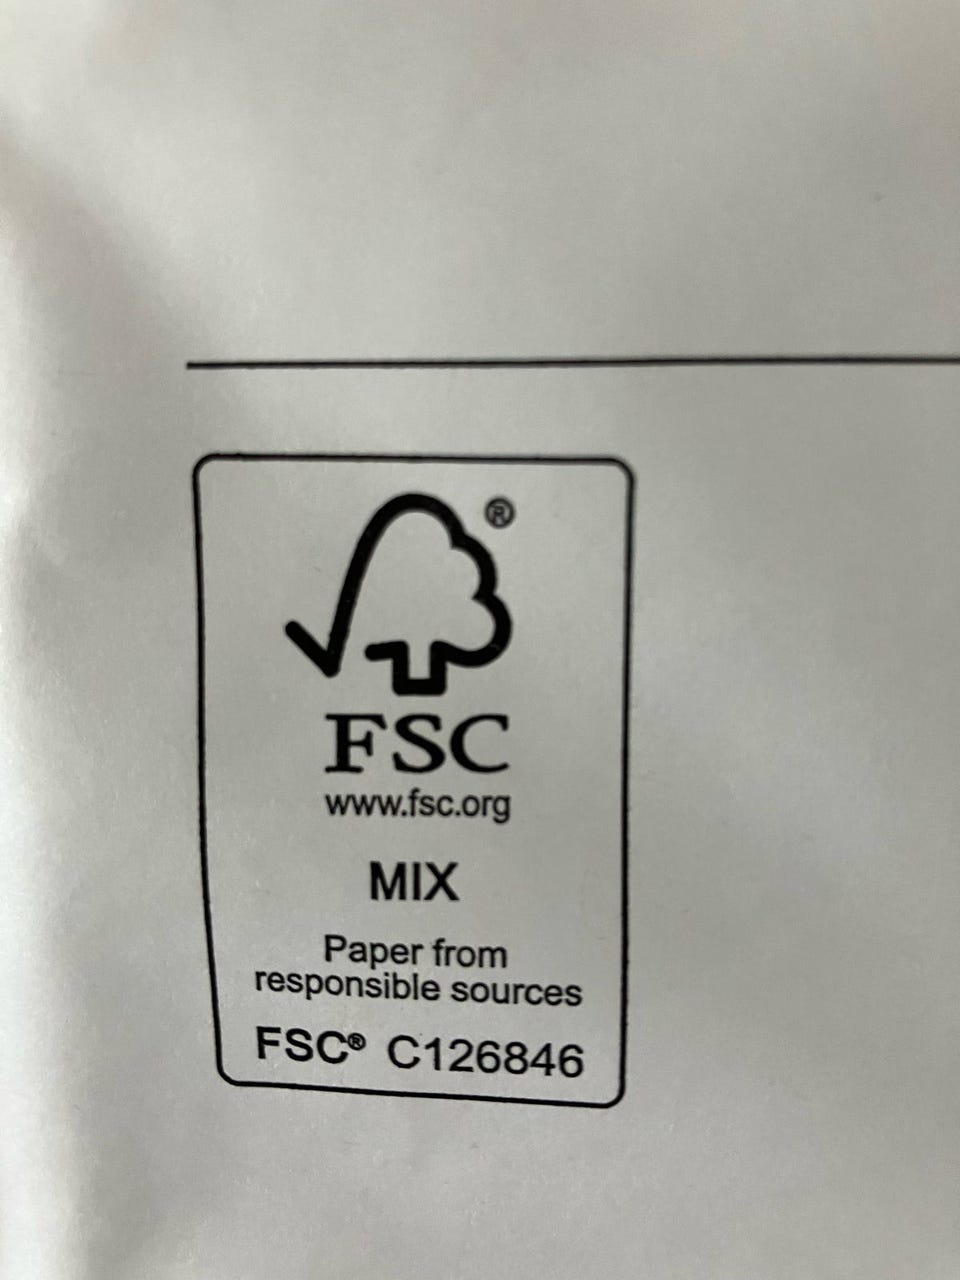 ®
FSC
www.fsc.org
MIX
Paper from
responsible sources
FSC® C126846